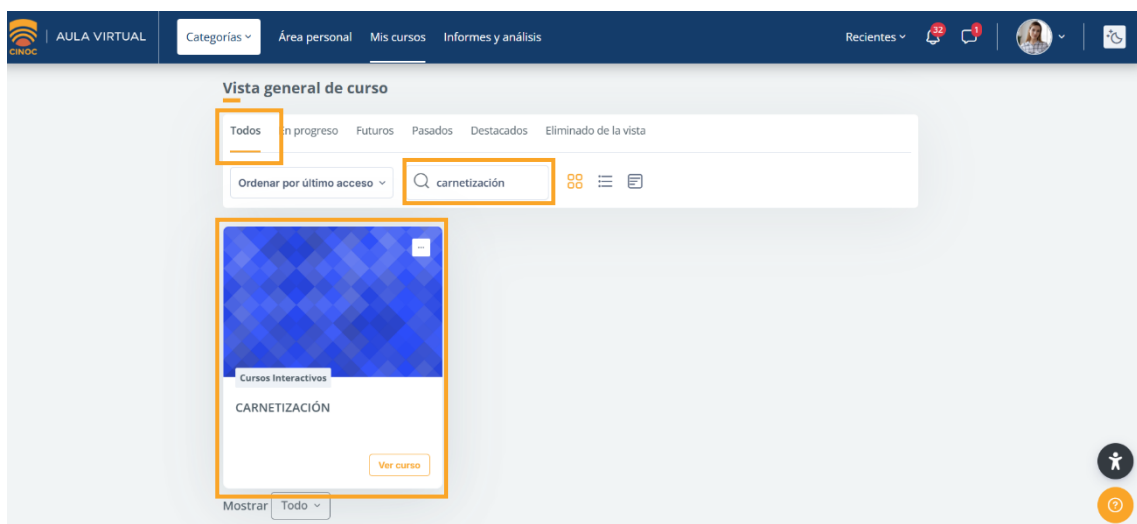 CINOC
AULA VIRTUAL
Categorías
Área personal
Mis cursos
Informes y análisis
Recientes
32
1
Vista general de curso
Todos
En progreso
Futuros
Pasados
Destacados
Eliminado de la vista
Ordenar por último acceso
carnetización
Cursos Interactivos
CARNETIZACIÓN
Ver curso
Mostrar
Todo